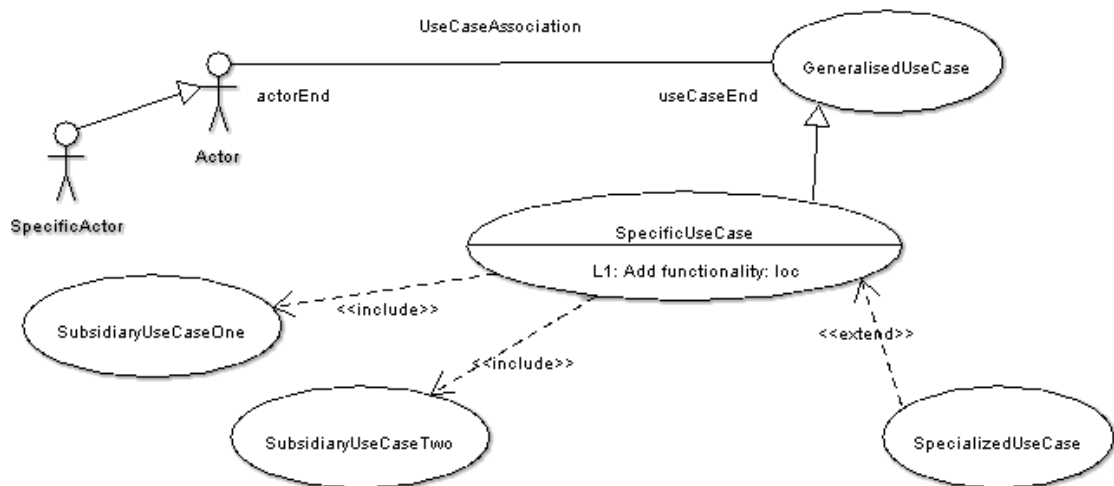 UseCaseAssociation
GeneralisedUseCase
actorEnd
useCaseEnd
Actor
SpecificActor
SpecificUseCase
L1: Add functionality: loc
<<include>>
SubsidiaryUseCaseOne
<<extend>>
<<include>>
SubsidiaryUseCaseTwo
SpecializedUseCase